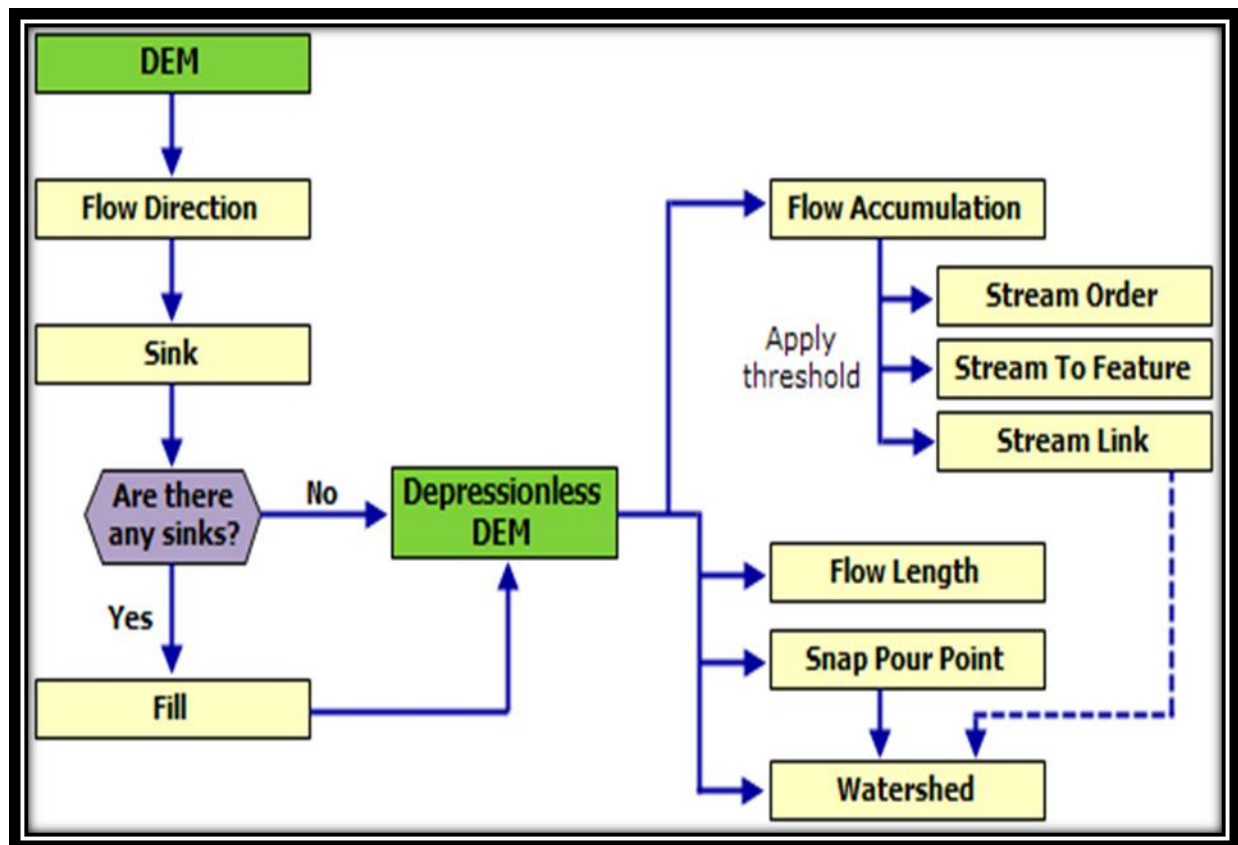 DEM
Flow Direction
Sink
Are there
any sinks?
No
Yes
Fill
Depressionless
DEM
Flow Accumulation
Apply
threshold
Stream Order
Stream To Feature
Stream Link
Flow Length
Snap Pour Point
Watershed